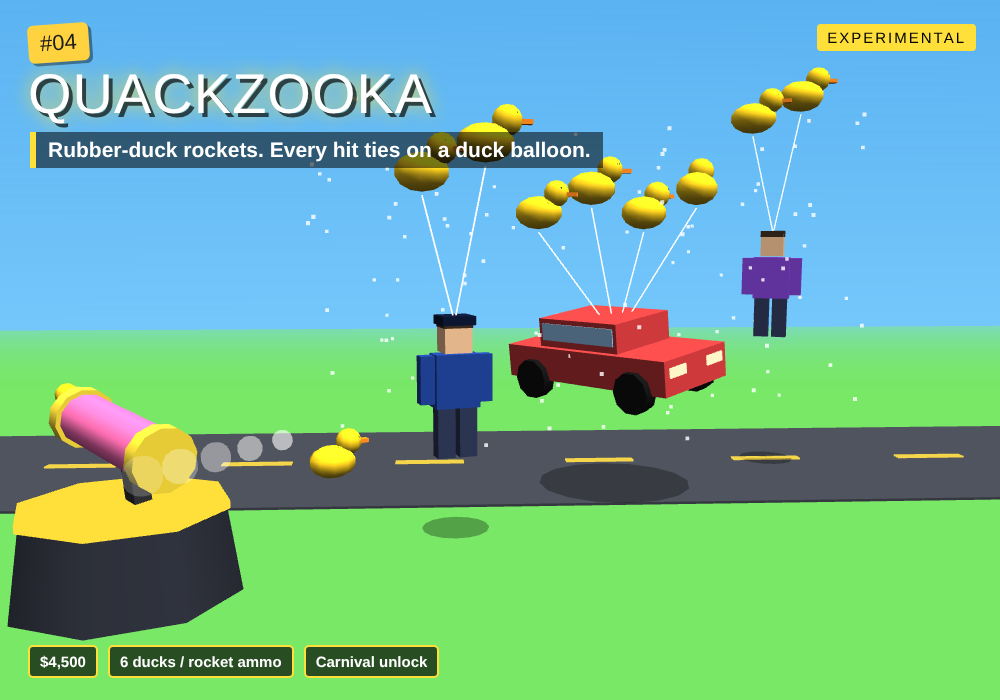 #04
EXPERIMENTAL
QUACKZOOKA
Rubber-duck rockets. Every hit ties on a duck balloon.
$4,500
6 ducks / rocket ammo
Carnival unlock